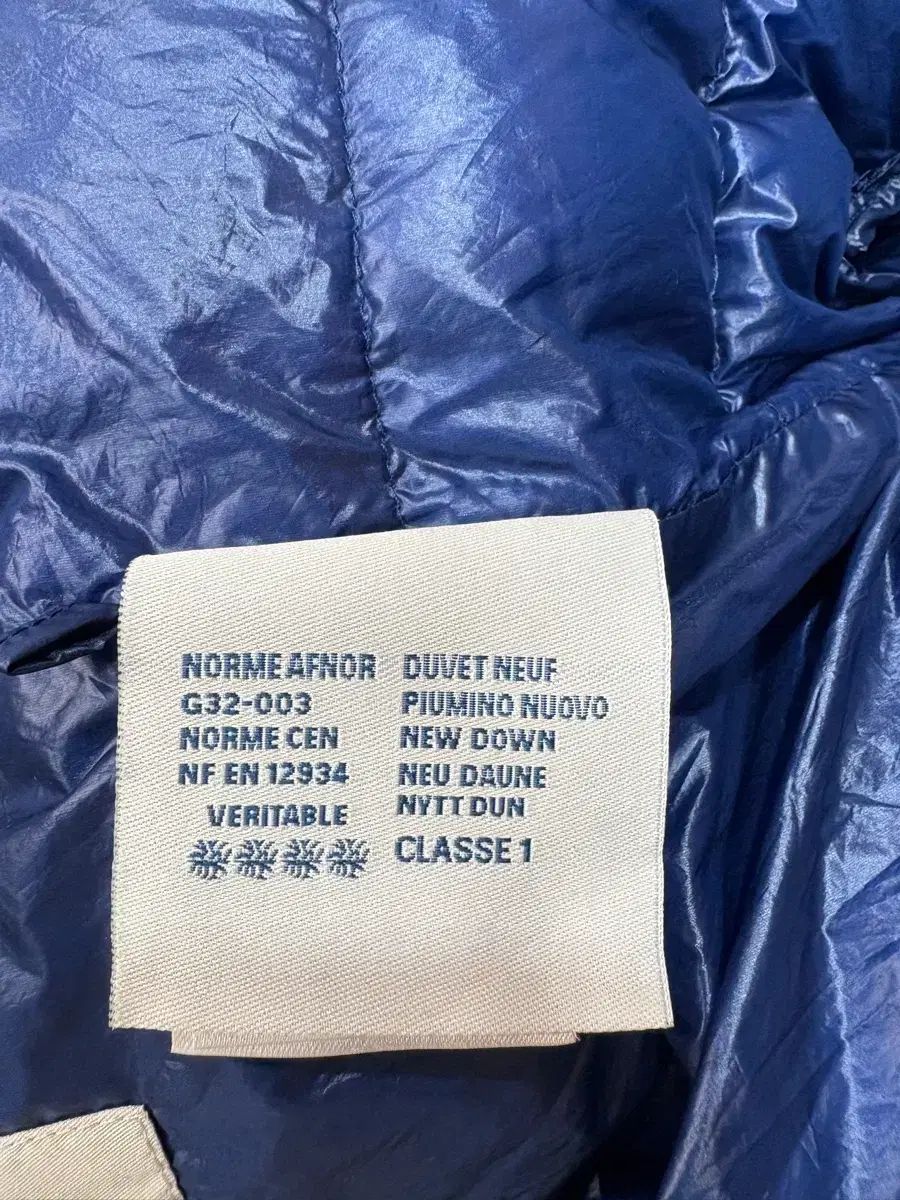 NORME AFNOR
G32-003
NORME CEN
NF EN 12934
VERITABLE
DUVET NEUF
PIUMINO NUOVO
NEW DOWN
NEU DAUNE
NYTT DUN
CLASSE 1